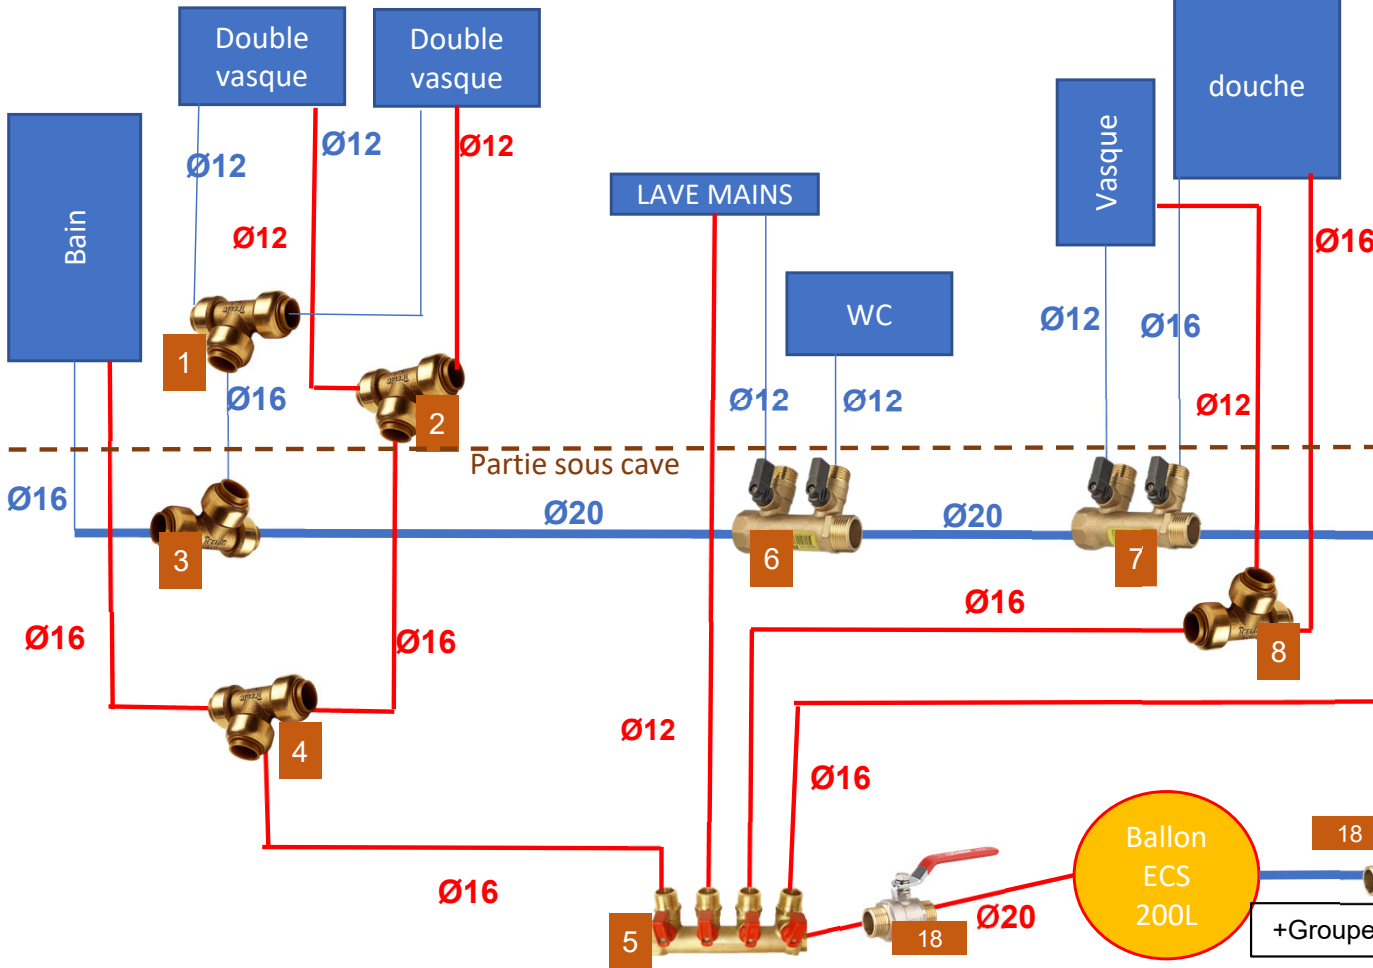 Double
vasque
Double
vasque
douche
Bain
Vasque
LAVE MAINS
WC
Ø12
Ø12
Ø12
Ø12
Ø16
Ø12
Ø16
Ø12
Ø16
Ø12
Ø12
Ø12
1
2
Partie sous cave
Ø16
Ø20
Ø20
3
6
7
Ø16
Ø16
Ø16
8
4
Ø12
Ø16
Ø16
5
18
Ø20
Ballon
ECS
200L
18
+Groupe